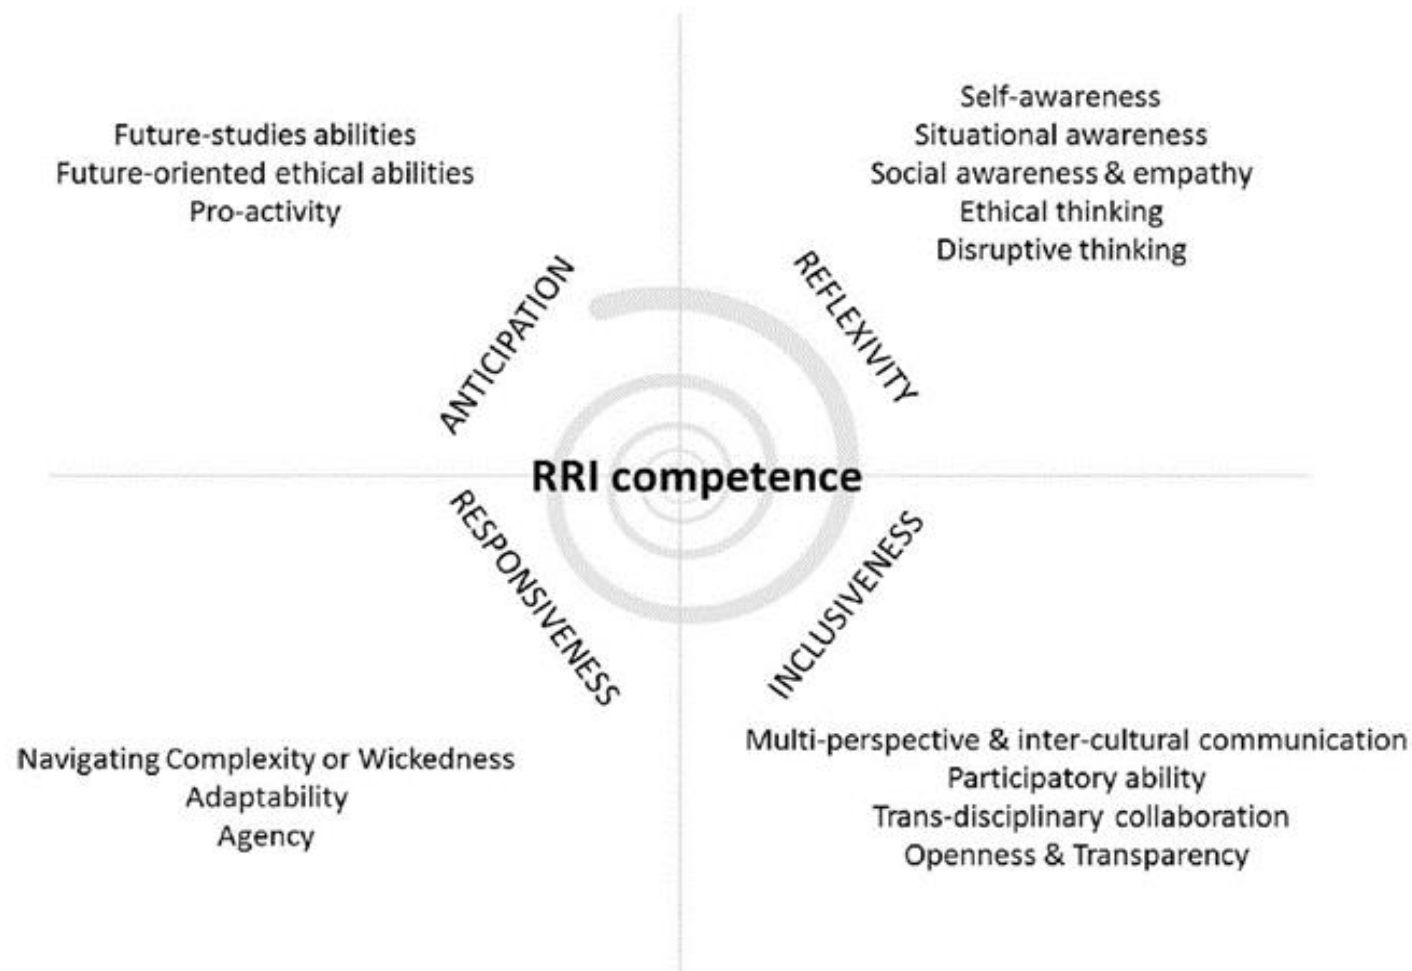 Future-studies abilities
Future-oriented ethical abilities
Pro-activity
ANTICIPATION
Self-awareness
Situational awareness
Social awareness & empathy
Ethical thinking
Disruptive thinking
REFLEXIVITY
RRI competence
RESPONSIVENESS
Navigating Complexity or Wickedness
Adaptability
Agency
INCLUSIVENESS
Multi-perspective & inter-cultural communication
Participatory ability
Trans-disciplinary collaboration
Openness & Transparency